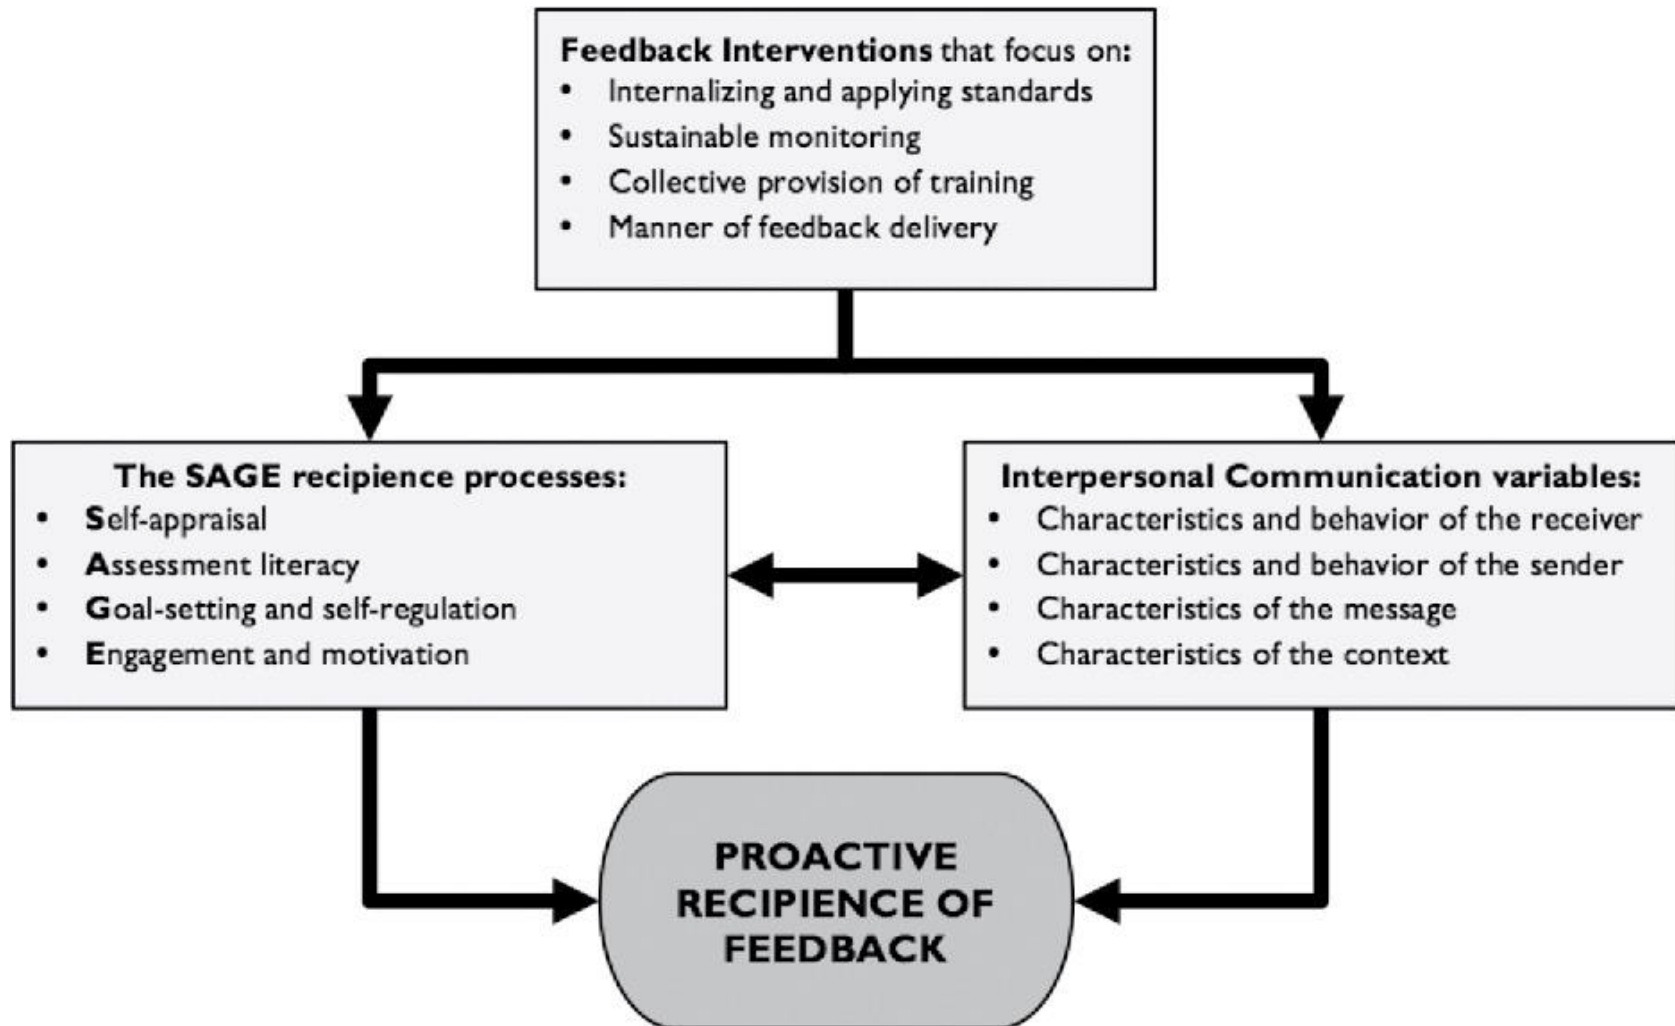 Feedback Interventions that focus on:
• Internalizing and applying standards
• Sustainable monitoring
• Collective provision of training
• Manner of feedback delivery
The SAGE recipience processes:
• Self-appraisal
• Assessment literacy
• Goal-setting and self-regulation
• Engagement and motivation
Interpersonal Communication variables:
• Characteristics and behavior of the receiver
• Characteristics and behavior of the sender
• Characteristics of the message
• Characteristics of the context
PROACTIVE
RECIPIENCE OF
FEEDBACK